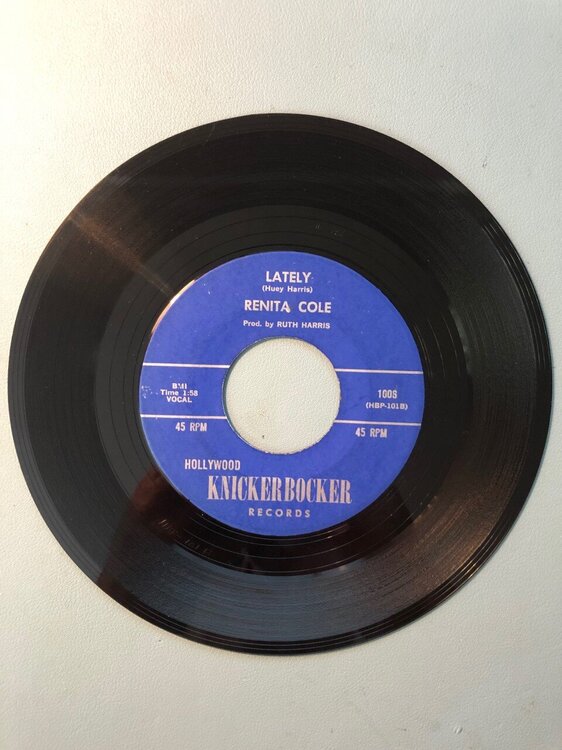 LATELY
(Huey Harris)
RENITA COLE
Prod. by RUTH HARRIS
BMI
Time 1:58
VOCAL
1008
(HBP-101B)
45 RPM
45 RPM
HOLLYWOOD
KNICKERBOCKER
RECORDS